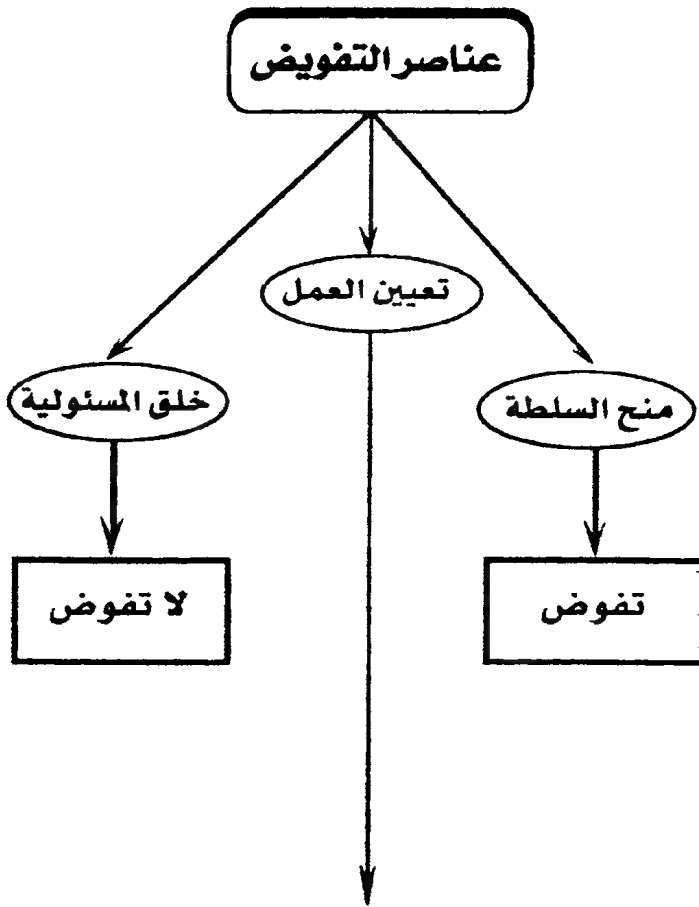 عناصر التفويض
تعيين العمل
منح السلطة
خلق المسئولية
تفوض
لا تفوض